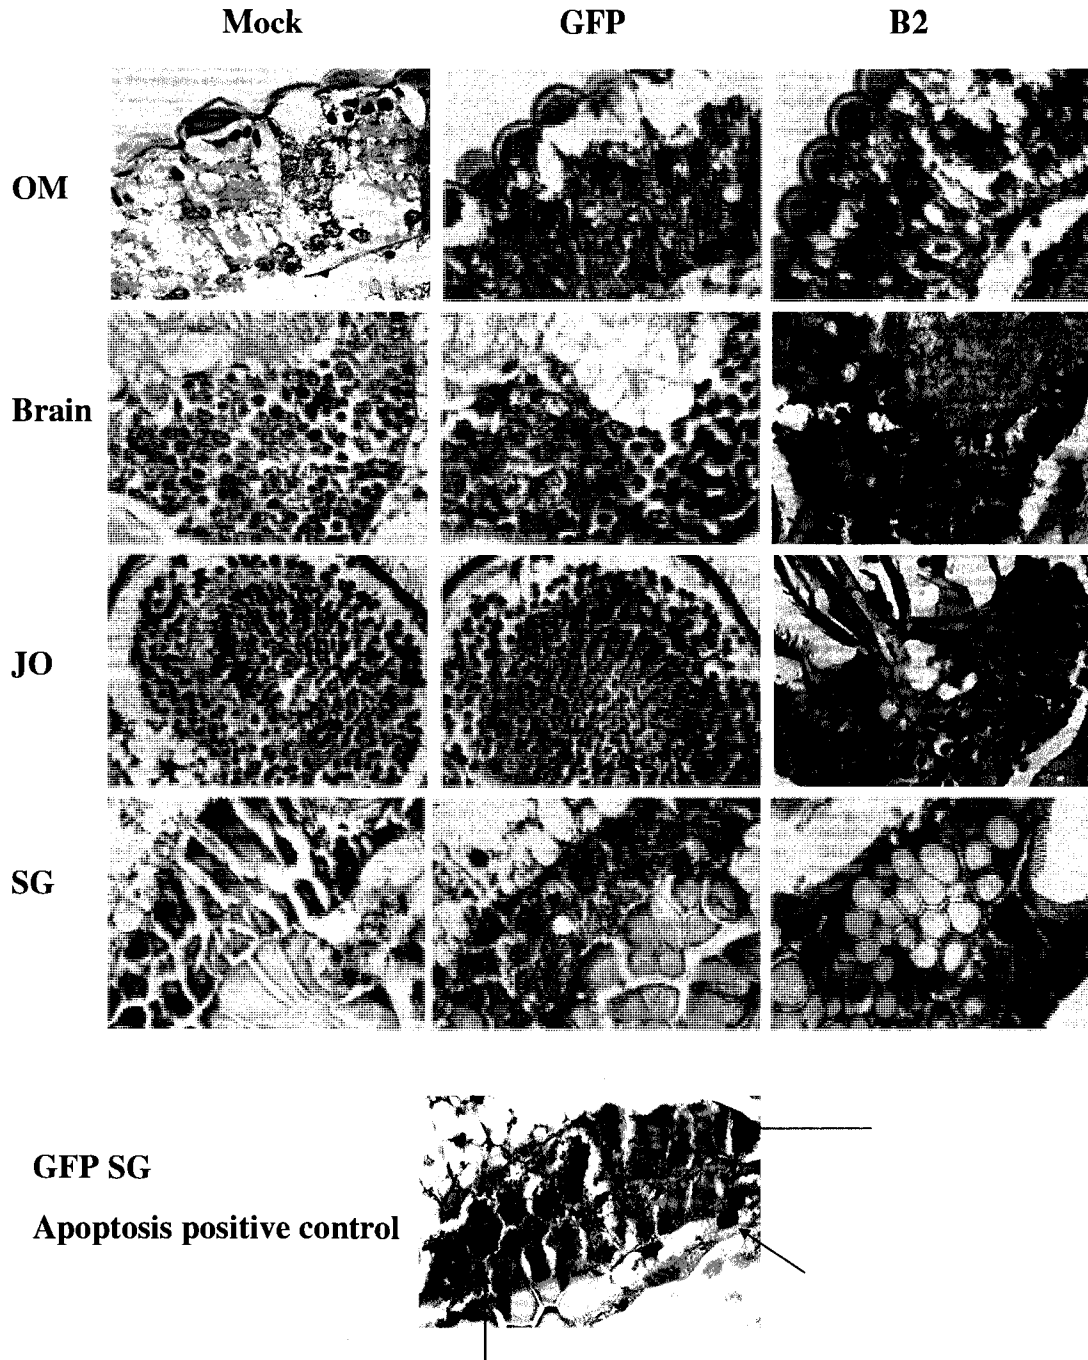 Mock GFP B2
OM
Brain
JO
SG
GFP SG
Apoptosis positive control